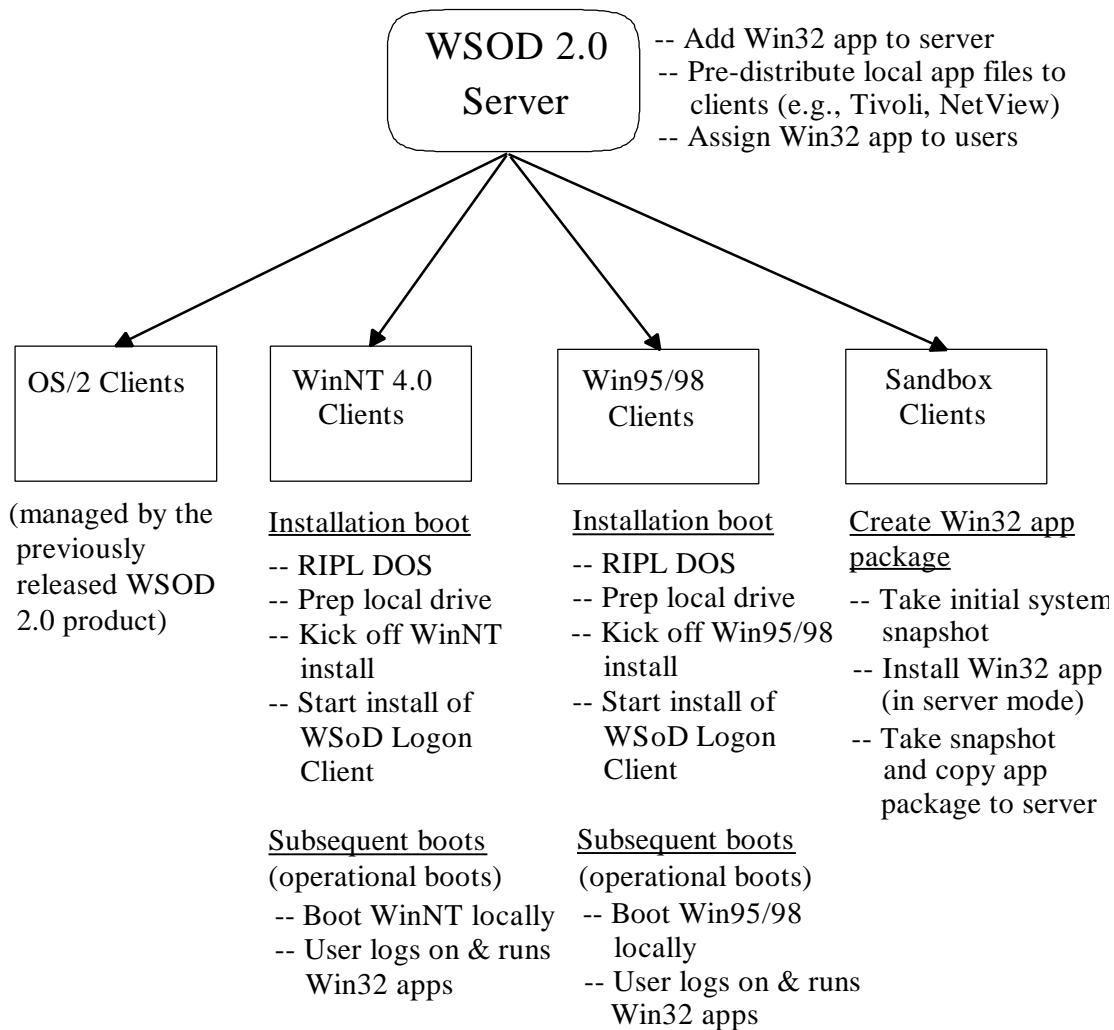 WSOD 2.0
Server
-- Add Win32 app to server
-- Pre-distribute local app files to
clients (e.g., Tivoli, NetView)
-- Assign Win32 app to users
OS/2 Clients
(managed by the
previously
released WSOD
2.0 product)
WinNT 4.0
Clients
Installation boot
-- RIPL DOS
-- Prep local drive
-- Kick off WinNT
install
-- Start install of
WSoD Logon
Client
Subsequent boots
(operational boots)
-- Boot WinNT locally
-- User logs on & runs
Win32 apps
Win95/98
Clients
Installation boot
-- RIPL DOS
-- Prep local drive
-- Kick off Win95/98
install
-- Start install of
WSoD Logon
Client
Subsequent boots
(operational boots)
-- Boot Win95/98
locally
-- User logs on & runs
Win32 apps
Sandbox
Clients
Create Win32 app
package
-- Take initial system
snapshot
-- Install Win32 app
(in server mode)
-- Take snapshot
and copy app
package to server